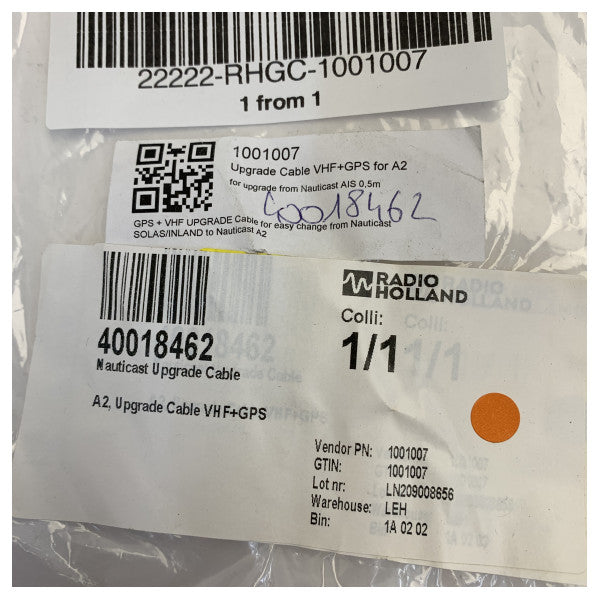 22222-RHGC-1001007
1 from 1
1001007
Upgrade Cable VHF+GPS for A2
for upgrade from Nauticast AIS 0,5m
40018462
GPS + VHF UPGRADE Cable for easy change from Nauticast
SOLAS/INLAND to Nauticast A2
RADIO
HOLLAND
Colli:
1/1
40018462
Nauticast Upgrade Cable
A2, Upgrade Cable VHF+GPS
Vendor PN: 1001007
GTIN: 1001007
Lot nr: LN209008656
Warehouse: LEH
Bin: 1A 02 02